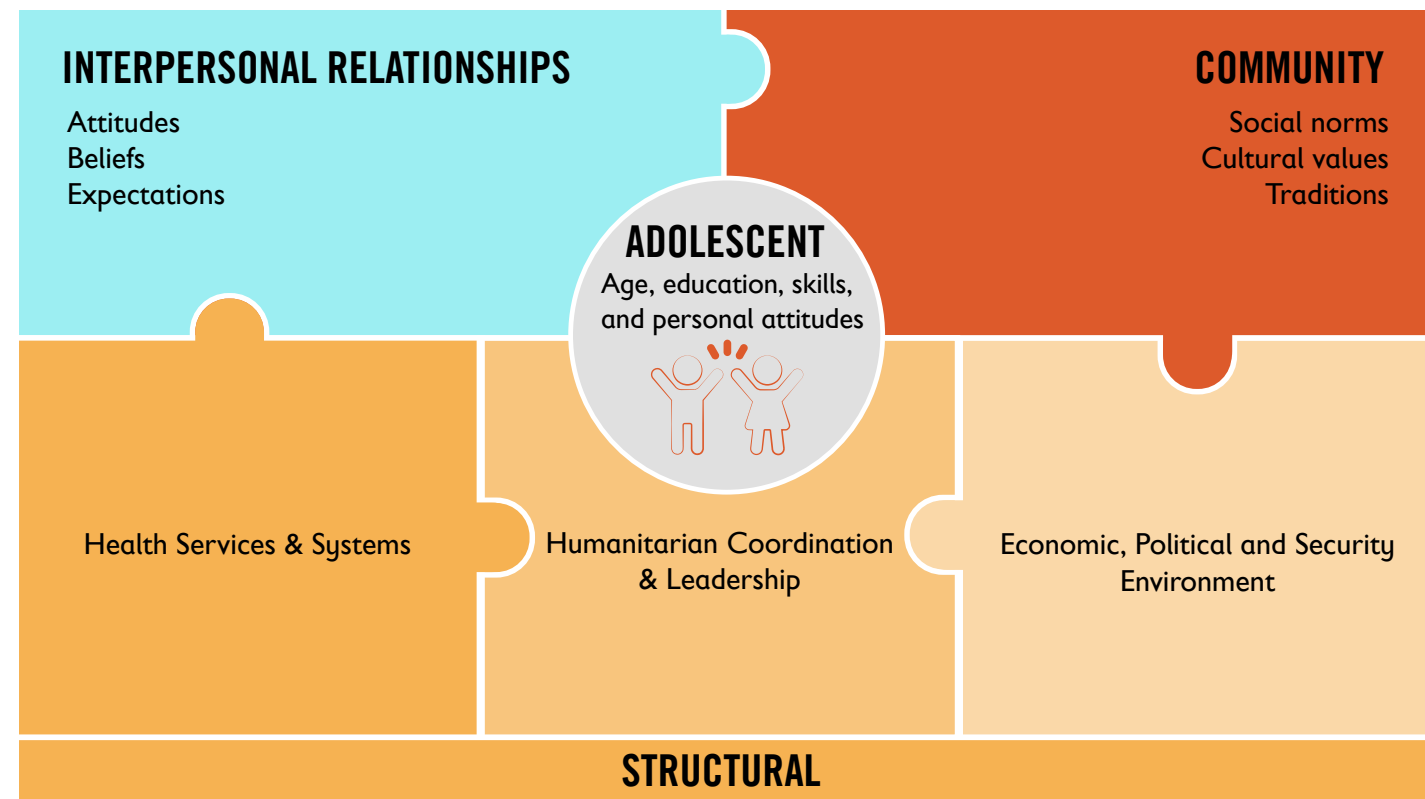 INTERPERSONAL RELATIONSHIPS
Attitudes
Beliefs
Expectations
COMMUNITY
Social norms
Cultural values
Traditions
ADOLESCENT
Age, education, skills,
and personal attitudes
Health Services & Systems
Humanitarian Coordination
& Leadership
Economic, Political and Security
Environment
STRUCTURAL